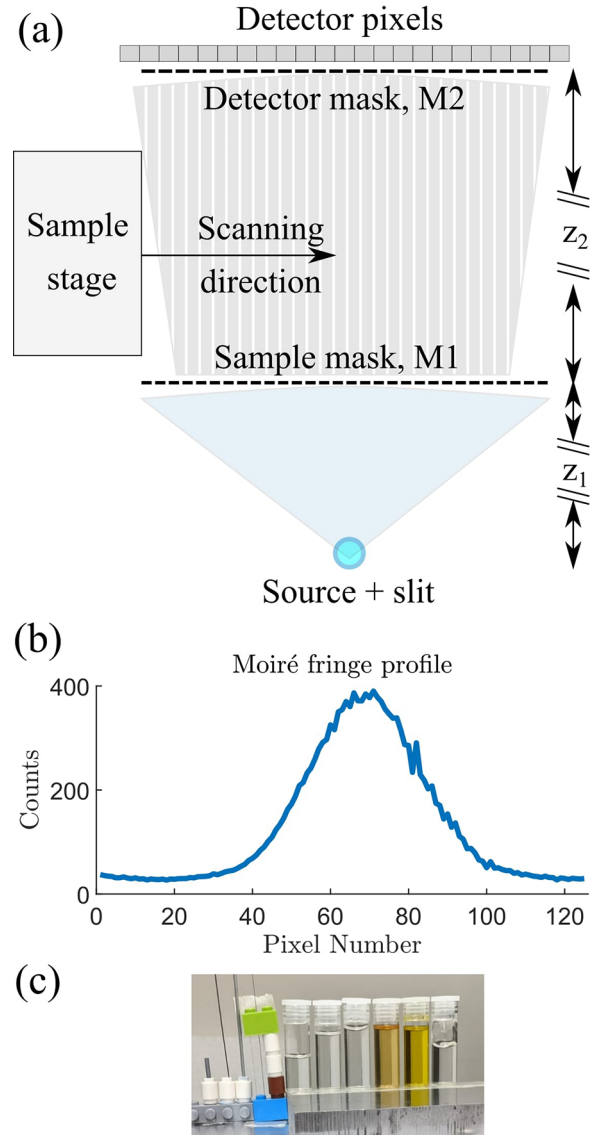 (a)
Detector pixels
Detector mask, M2
Sample
stage
Scanning
direction
z2
Sample mask, M1
z1
Source + slit
(b)
Moiré fringe profile
400
200
0
Counts
0 20 40 60 80 100 120
Pixel Number
(c)